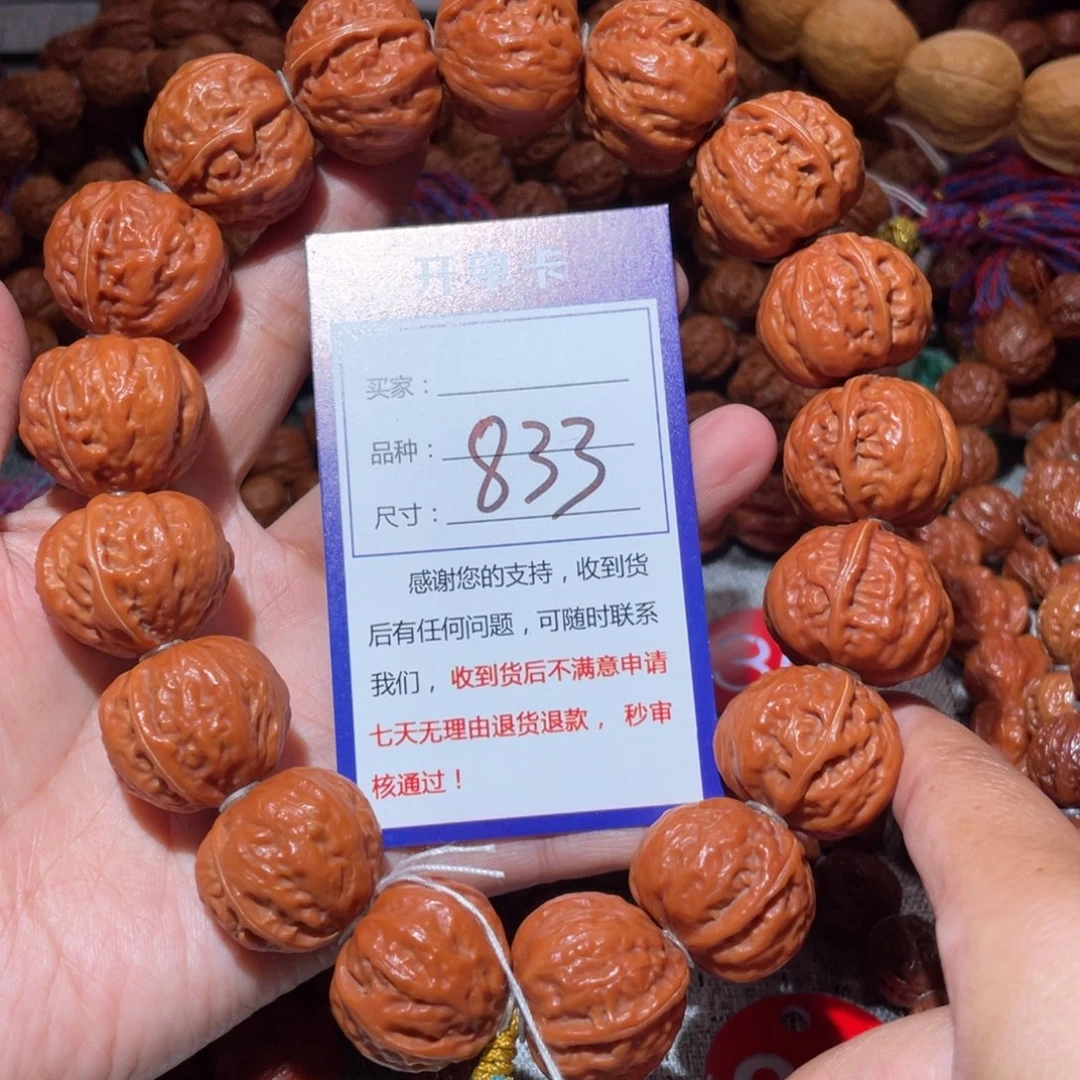 开单卡
买家：
品种：
833
尺寸：
感谢您的支持，收到货
后有任何问题，可随时联系
我们，收到货后不满意申请
七天无理由退货退款，秒审
核通过！
3